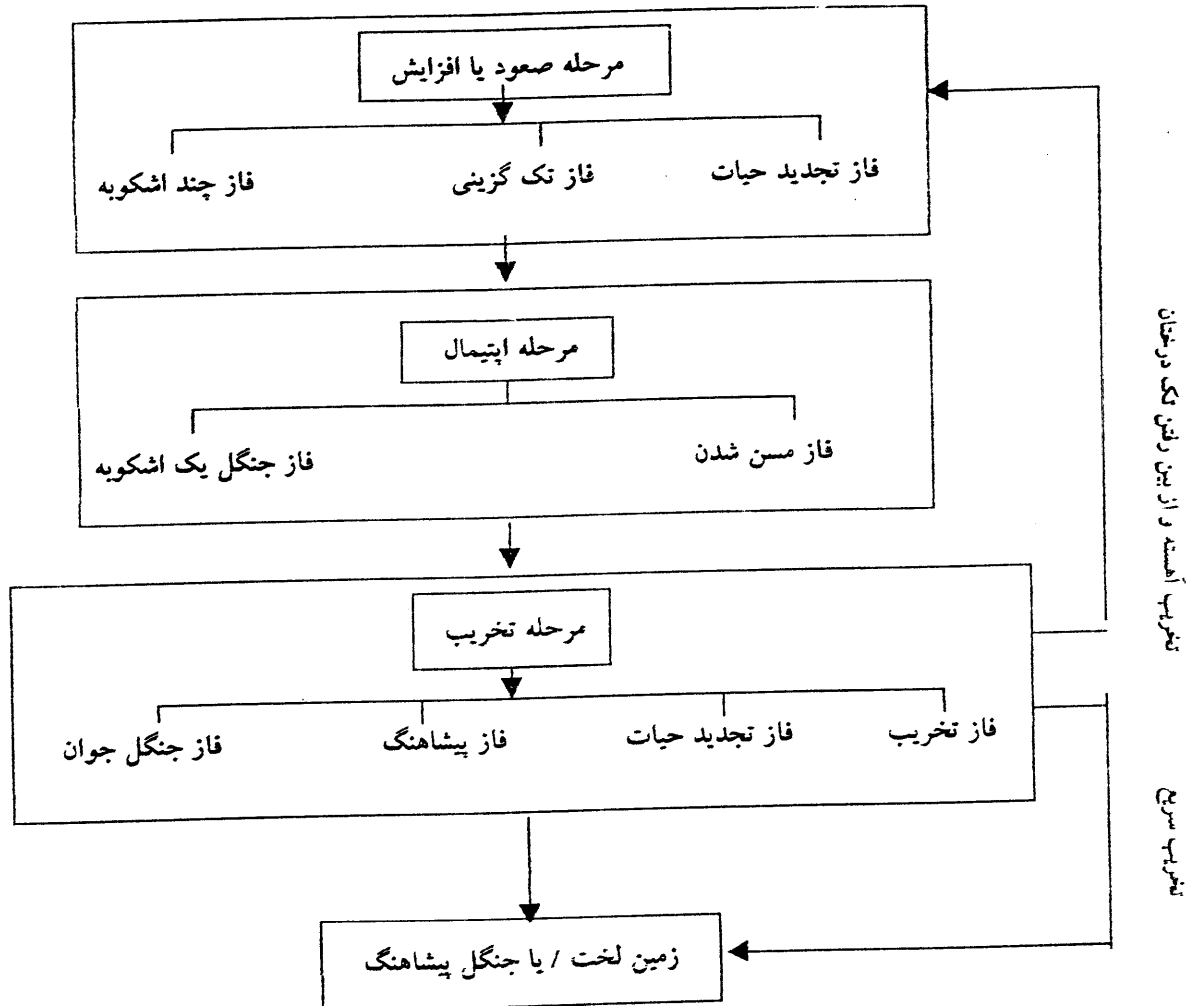 مرحله صعود یا افزایش
فاز تجدید حیات
فاز تک گزینی
فاز چند اشکوبه
مرحله اپتیمال
فاز مسن شدن
فاز جنگل یک اشکوبه
مرحله تخریب
فاز تخریب
فاز تجدید حیات
فاز پیشاهنگ
فاز جنگل جوان
زمین لخت / یا جنگل پیشاهنگ
تخریب آهسته و از بین رفتن تک درختان
تخریب سریع